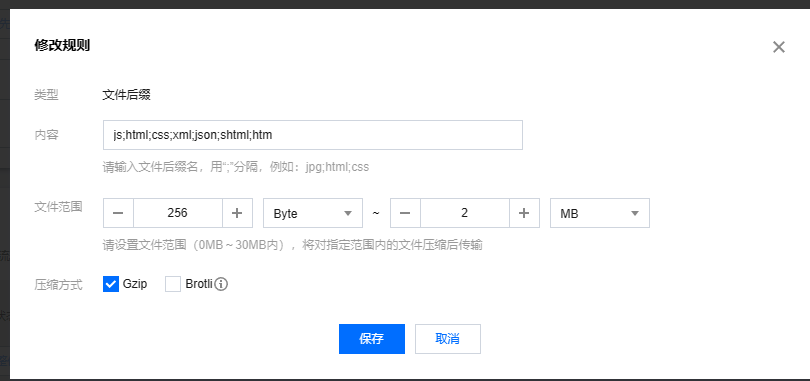 修改规则
类型 文件后缀
内容 js;html;css;xml;json;shtml;htm
请输入文件后缀名，用“;”分隔，例如：jpg;html;css
文件范围 256 Byte ~ 2 MB
请设置文件范围（0MB～30MB内），将对指定范围内的文件压缩后传输
压缩方式 Gzip Brotli
保存 取消